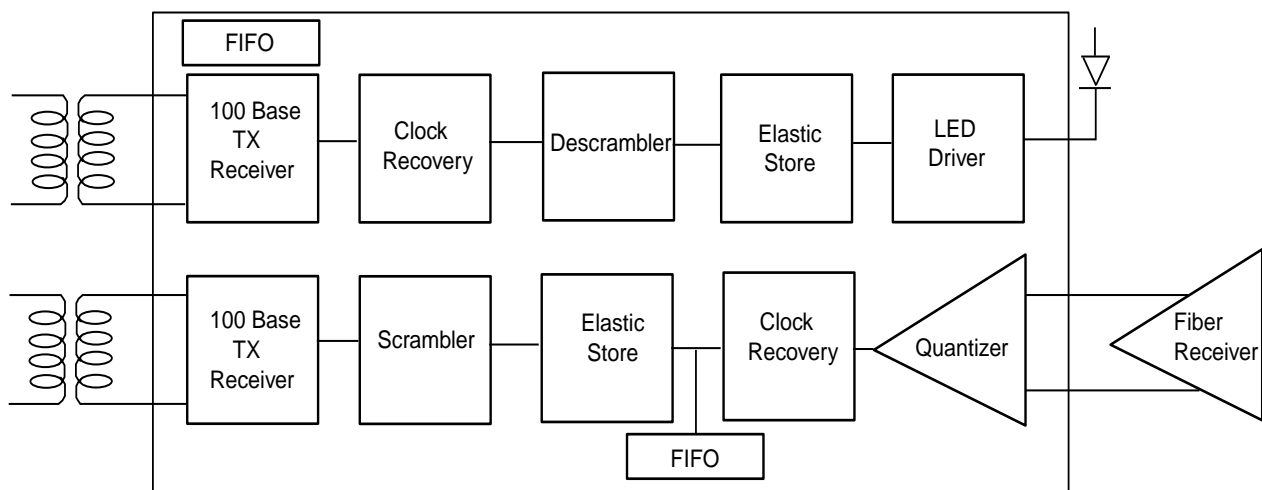 FIFO
100 Base
TX
Receiver
Clock
Recovery
Descrambler
Elastic
Store
LED
Driver
100 Base
TX
Receiver
Scrambler
Elastic
Store
Clock
Recovery
Quantizer
Fiber
Receiver
FIFO